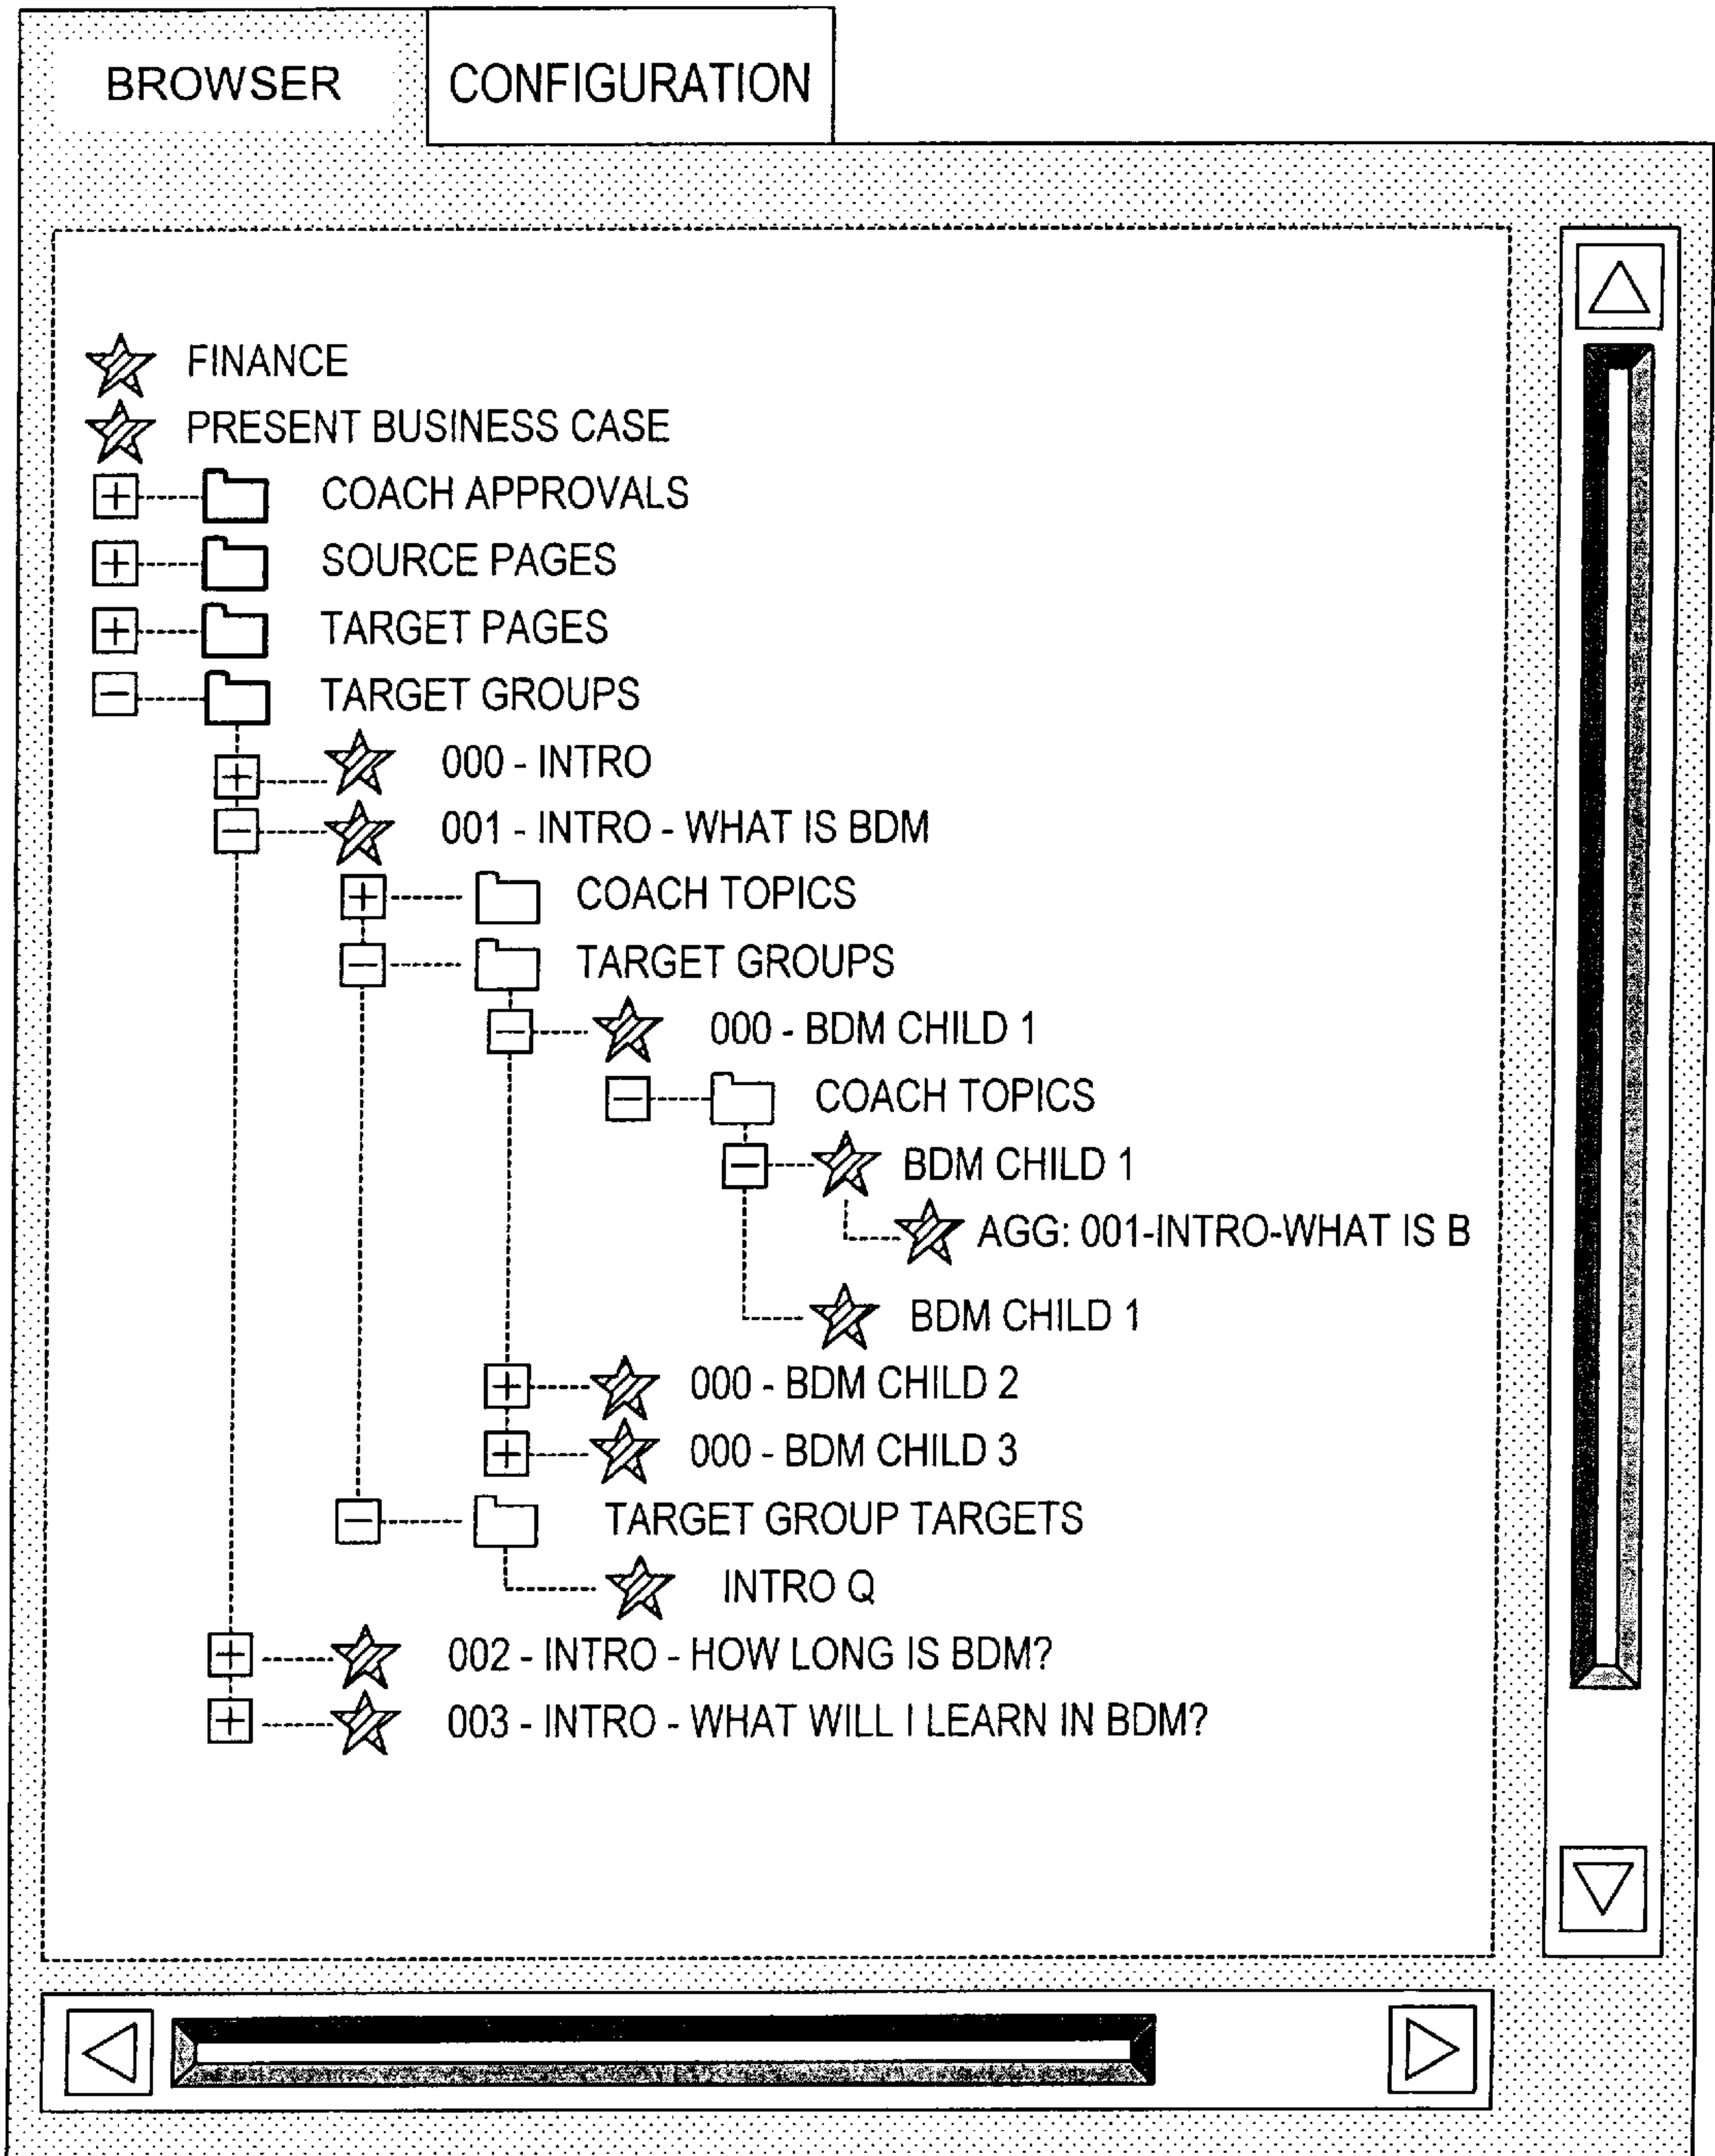 BROWSER
CONFIGURATION
FINANCE
PRESENT BUSINESS CASE
COACH APPROVALS
SOURCE PAGES
TARGET PAGES
TARGET GROUPS
000 - INTRO
001 - INTRO - WHAT IS BDM
COACH TOPICS
TARGET GROUPS
000 - BDM CHILD 1
COACH TOPICS
BDM CHILD 1
AGG: 001-INTRO-WHAT IS B
BDM CHILD 1
000 - BDM CHILD 2
000 - BDM CHILD 3
TARGET GROUP TARGETS
INTRO Q
002 - INTRO - HOW LONG IS BDM?
003 - INTRO - WHAT WILL I LEARN IN BDM?